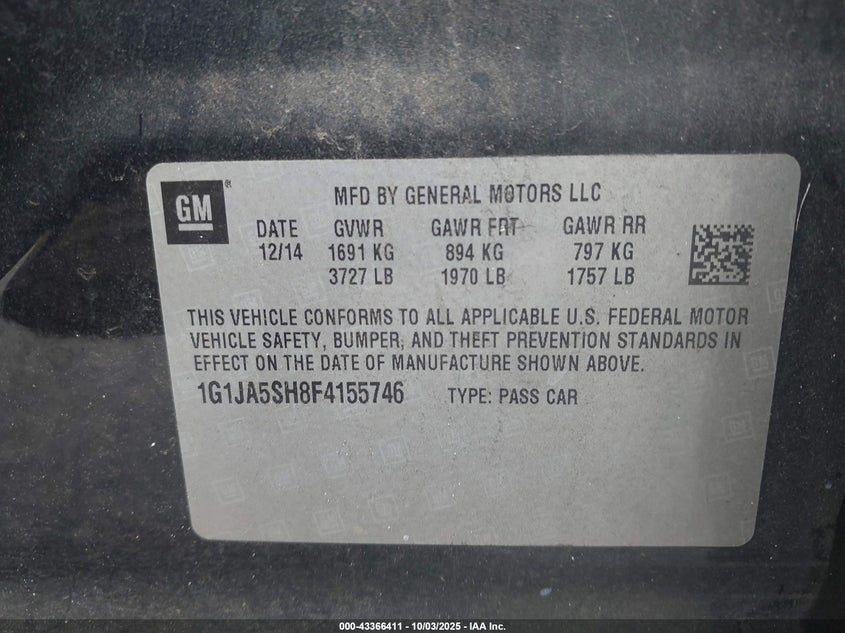 GM®
MFD BY GENERAL MOTORS LLC
DATE GVWR GAWR FRT GAWR RR
12/14 1691 KG 894 KG 797 KG
3727 LB 1970 LB 1757 LB
THIS VEHICLE CONFORMS TO ALL APPLICABLE U.S. FEDERAL MOTOR
VEHICLE SAFETY, BUMPER, AND THEFT PREVENTION STANDARDS IN
EFFECT ON THE DATE OF MANUFACTURE SHOWN ABOVE.
1G1JA5SH8F4155746 TYPE: PASS CAR
000-43366411 - 10/03/2025 - IAA Inc.